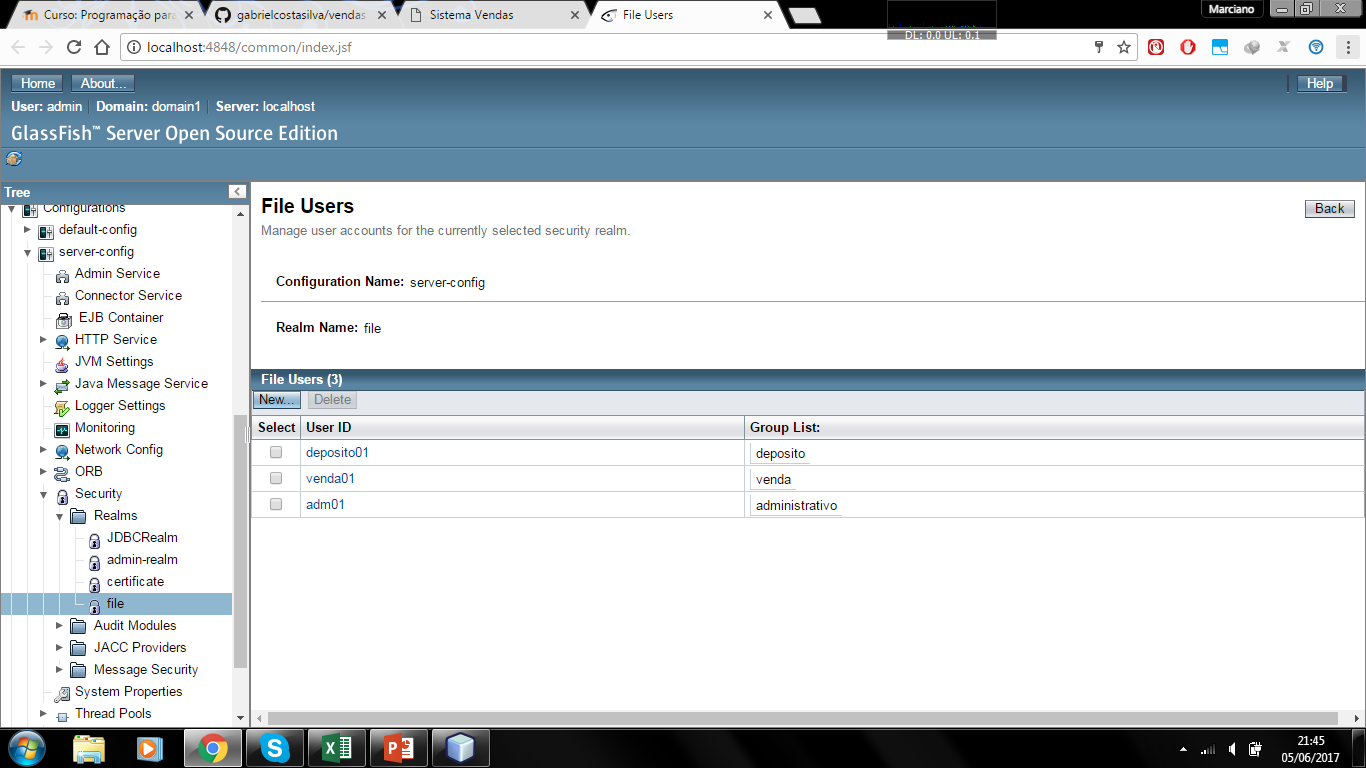 Curso: Programação para
gabrielcostasilva/vendas
Sistema Vendas
File Users
Marciano
DL: 0,0 UL: 0,1
localhost:4848/common/index.jsf
Home
About...
Help
User: admin
Domain: domain1
Server: localhost
GlassFish™ Server Open Source Edition
Tree
Configurations
default-config
server-config
Admin Service
Connector Service
EJB Container
HTTP Service
JVM Settings
Java Message Service
Logger Settings
Monitoring
Network Config
ORB
Security
Realms
JDBCRealm
admin-realm
certificate
file
Audit Modules
JACC Providers
Message Security
System Properties
Thread Pools
File Users
Back
Manage user accounts for the currently selected security realm.
Configuration Name: server-config
Realm Name: file
File Users (3)
New... Delete
Select User ID Group List:
deposito01 deposito
venda01 venda
adm01 administrativo
21:45
05/06/2017